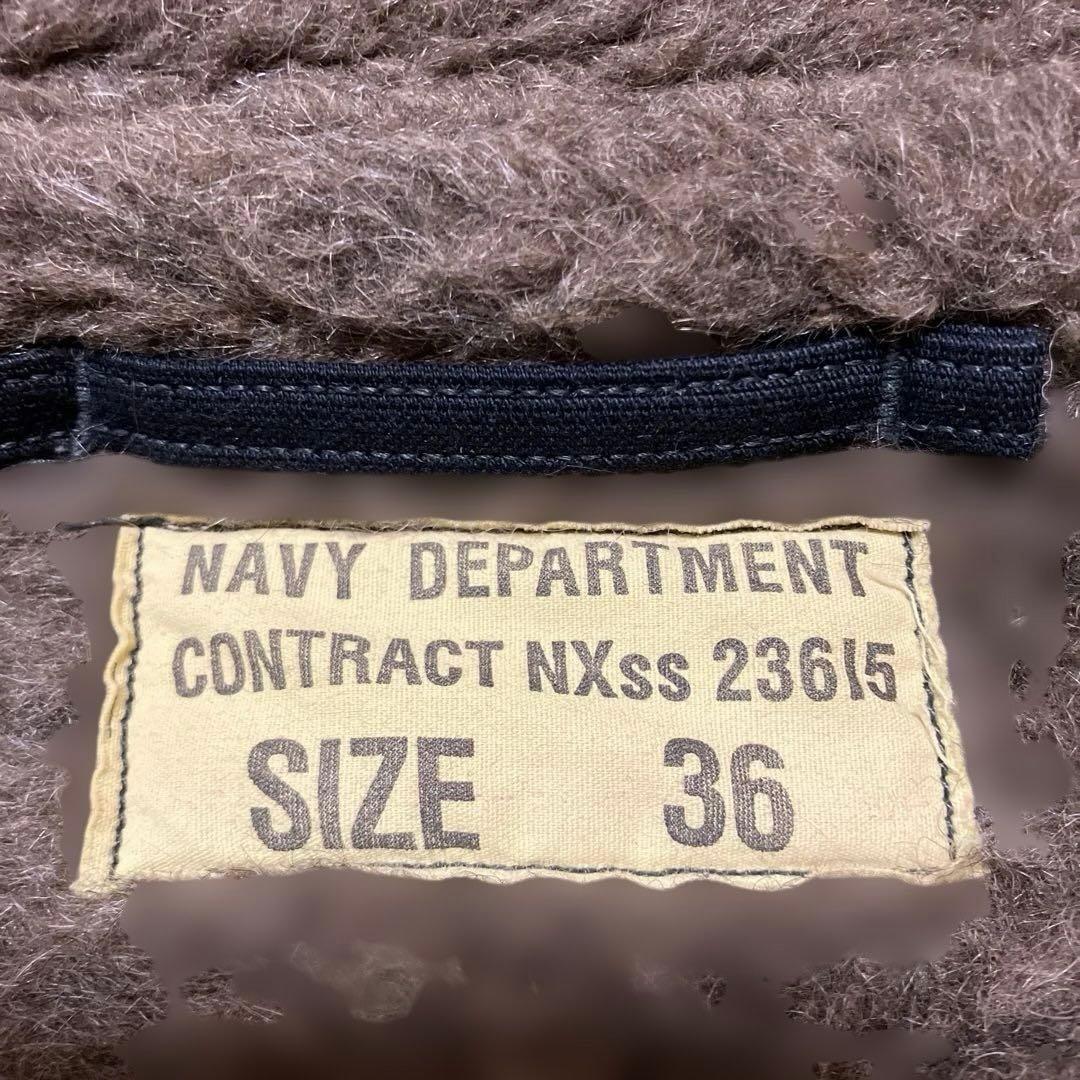 NAVY DEPARTMENT
CONTRACT NXss 23615
SIZE 36